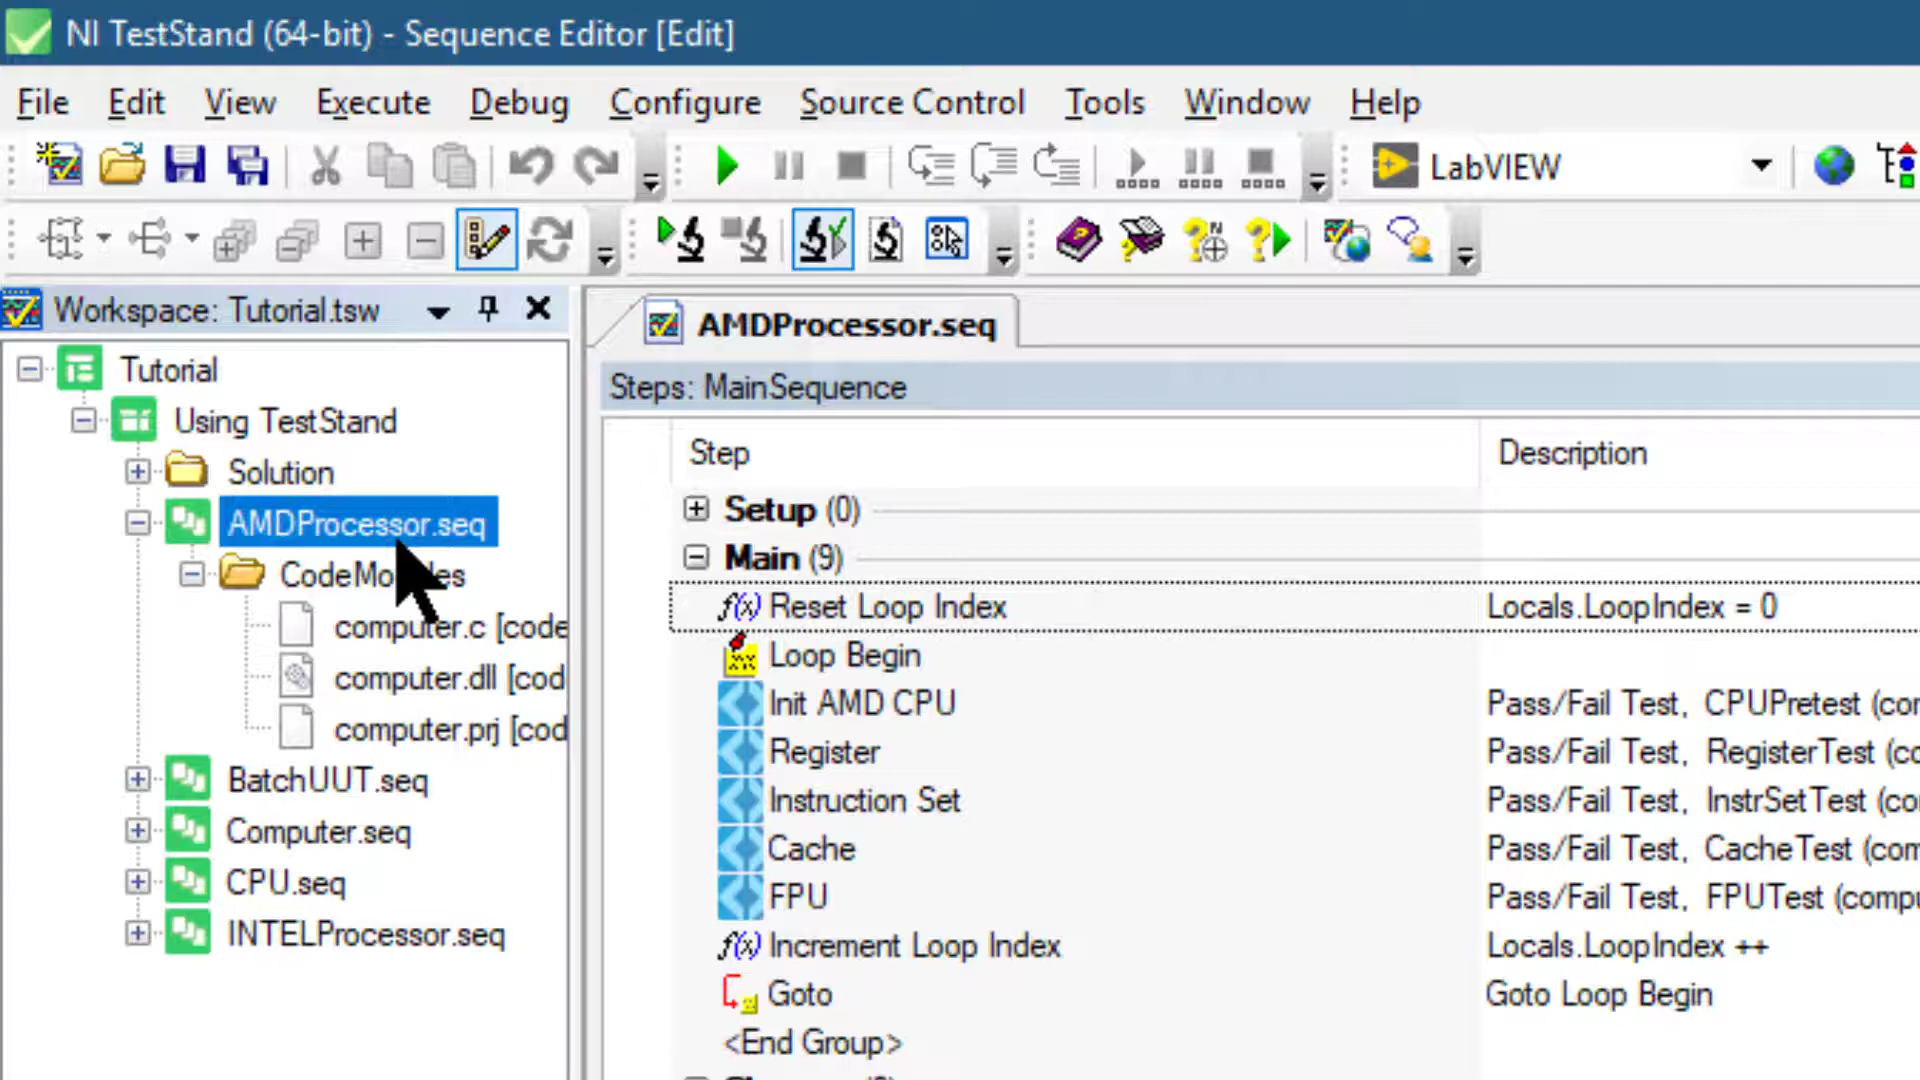 NI TestStand (64-bit) - Sequence Editor [Edit]
File Edit View Execute Debug Configure Source Control Tools Window Help
LabVIEW
Workspace: Tutorial.tsw
Tutorial
Using TestStand
Solution
AMDProcessor.seq
computer.c [code
computer.dll [cod
computer.prj [cod
BatchUUT.seq
Computer.seq
CPU.seq
INTELProcessor.seq
AMDProcessor.seq
Steps: MainSequence
Step Description
Setup (0)
Main (9)
f(x) Reset Loop Index Locals.LoopIndex = 0
Loop Begin
Init AMD CPU Pass/Fail Test, CPUPretest (cor
Register Pass/Fail Test, RegisterTest (co
Instruction Set Pass/Fail Test, InstrSetTest (co
Cache Pass/Fail Test, CacheTest (com
FPU Pass/Fail Test, FPUTest (compu
f(x) Increment Loop Index Locals.LoopIndex ++
Goto Goto Loop Begin
<End Group>